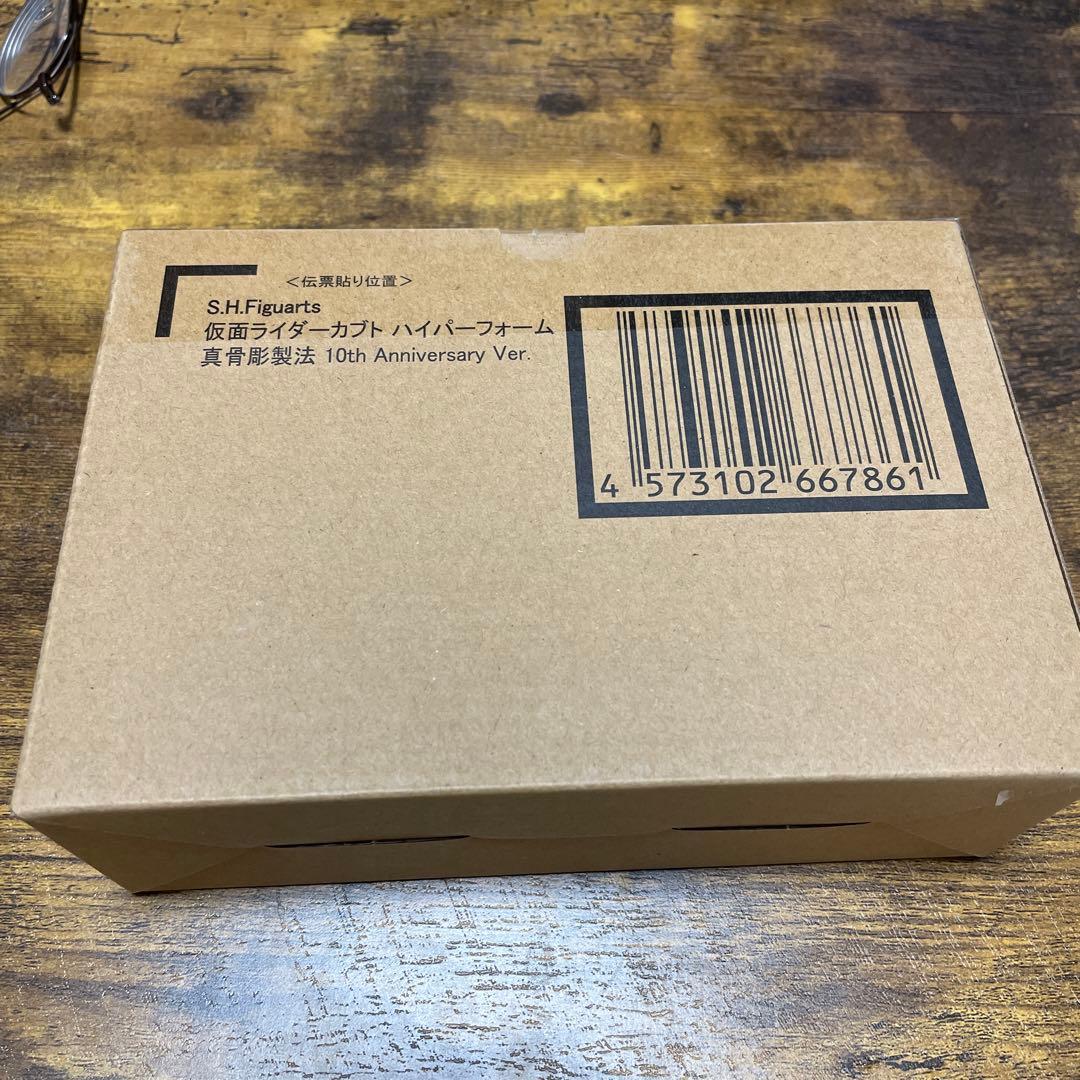 ＜伝票貼り位置＞
S.H.Figuarts
仮面ライダーカブト ハイパーフォーム
真骨彫製法 10th Anniversary Ver.
4 573102 667861